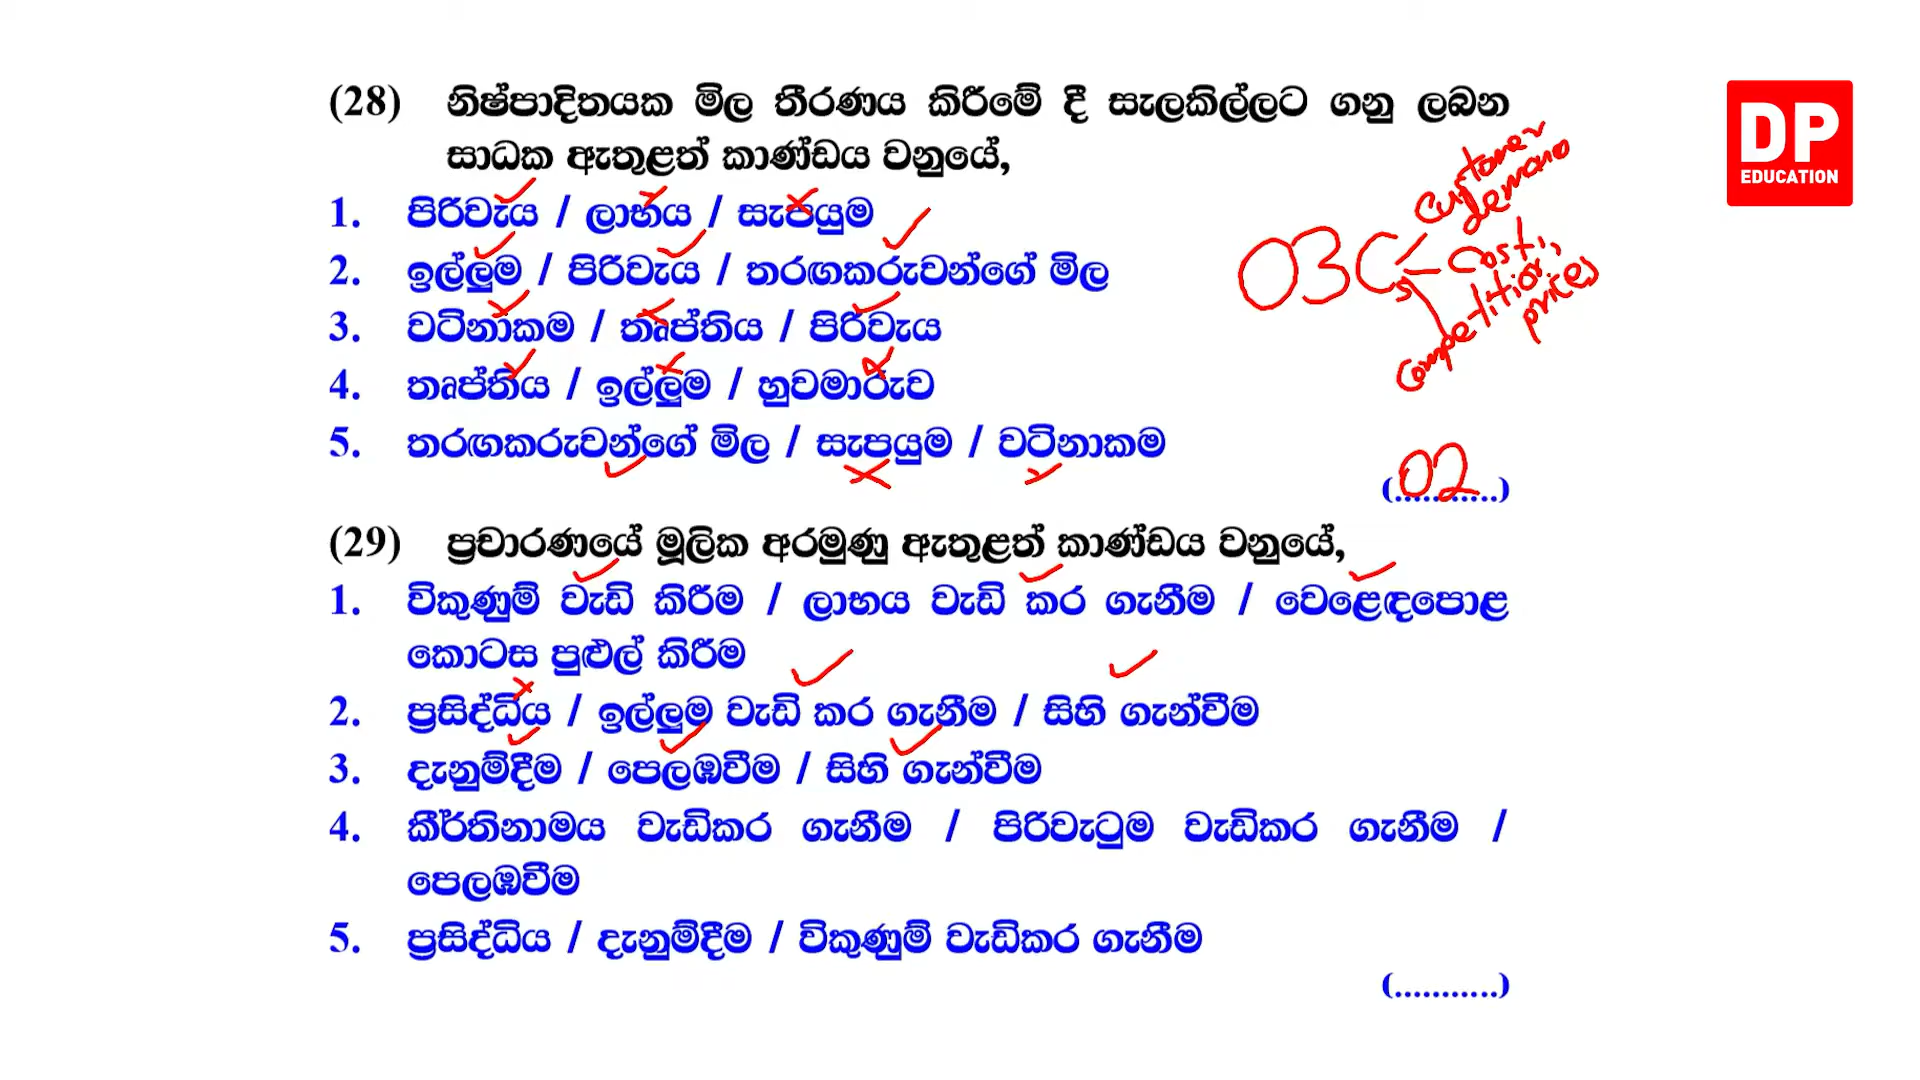 (28) නිෂ්පාදිතයක මිල තීරණය කිරීමේ දී සැලකිල්ලට ගනු ලබන
සාධක ඇතුළත් කාණ්ඩය වනුයේ,
1. පිරිවැය / ලාභය / සැපයුම
2. ඉල්ලුම / පිරිවැය / තරඟකරුවන්ගේ මිල
3. වටිනාකම / තෘප්තිය / පිරිවැය
4. තෘප්තිය / ඉල්ලුම / හුවමාරුව
5. තරඟකරුවන්ගේ මිල / සැපයුම / වටිනාකම
(...02...)
03Cs
Customer demand
Cost,
Competition prices
DP
EDUCATION
(29) ප්‍රචාරණයේ මූලික අරමුණු ඇතුළත් කාණ්ඩය වනුයේ,
1. විකුණුම් වැඩි කිරීම / ලාභය වැඩි කර ගැනීම / වෙළෙඳපොළ
කොටස පුළුල් කිරීම
2. ප්‍රසිද්ධිය / ඉල්ලුම වැඩි කර ගැනීම / සිහි ගැන්වීම
3. දැනුම්දීම / පෙලඹවීම / සිහි ගැන්වීම
4. කීර්තිනාමය වැඩිකර ගැනීම / පිරිවැටුම වැඩිකර ගැනීම /
පෙලඹවීම
5. ප්‍රසිද්ධිය / දැනුම්දීම / විකුණුම් වැඩිකර ගැනීම
(...........)